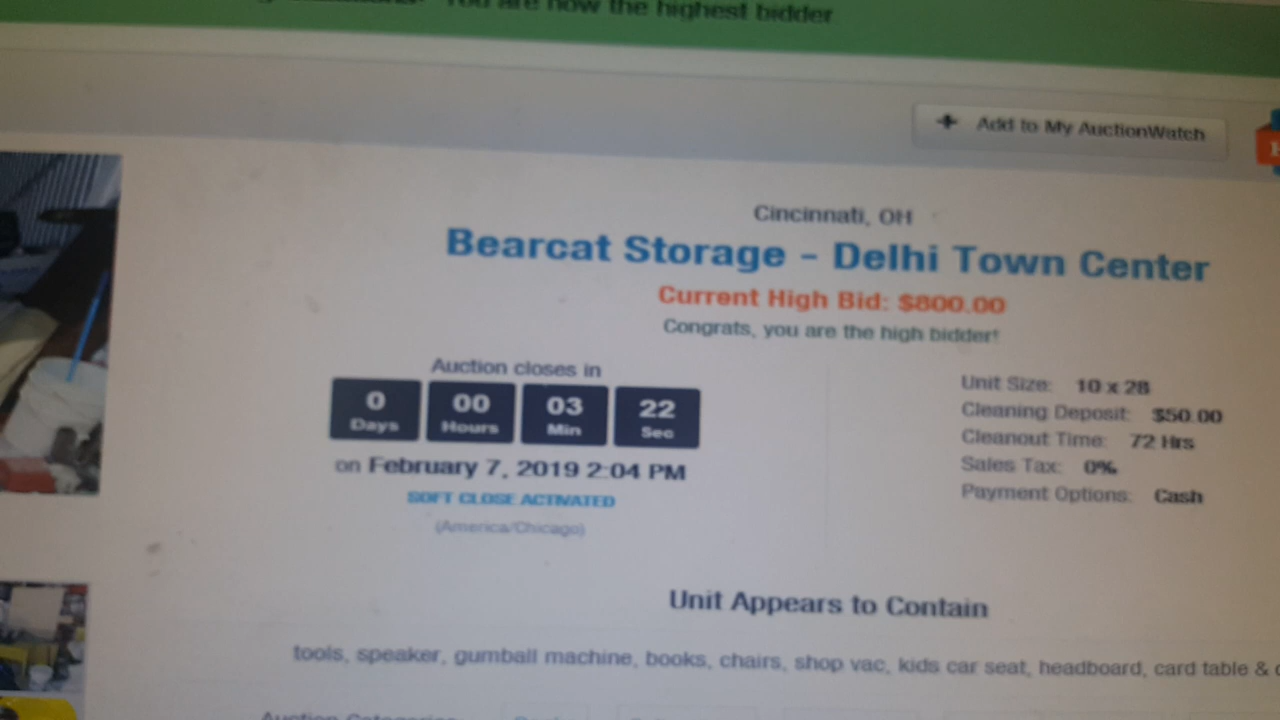 You are now the highest bidder
+ Add to My AuctionWatch
Cincinnati, OH
Bearcat Storage - Delhi Town Center
Current High Bid: $800.00
Congrats, you are the high bidder!
Auction closes in
0 00 03 22
Days Hours Min Sec
on February 7, 2019 2:04 PM
SOFT CLOSE ACTIVATED
(America/Chicago)
Unit Size: 10 x 28
Cleaning Deposit: $50.00
Cleanout Time: 72 Hrs
Sales Tax: 0%
Payment Options: Cash
Unit Appears to Contain
tools, speaker, gumball machine, books, chairs, shop vac, kids car seat, headboard, card table &